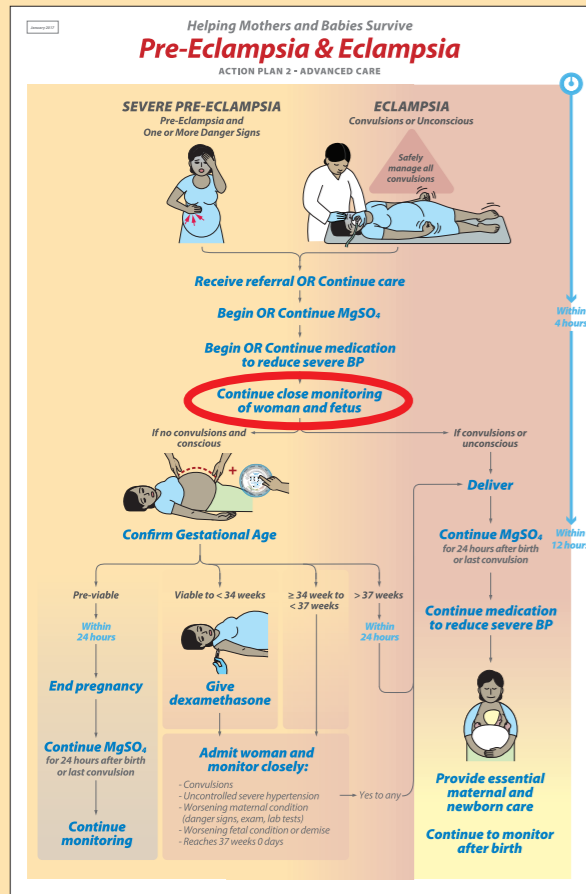 January 2017
Helping Mothers and Babies Survive
Pre-Eclampsia & Eclampsia
ACTION PLAN 2 - ADVANCED CARE
SEVERE PRE-ECLAMPSIA
Pre-Eclampsia and
One or More Danger Signs
ECLAMPSIA
Convulsions or Unconscious
Safely
manage all
convulsions
Receive referral OR Continue care
Begin OR Continue MgSO₄
Within
4 hours
Begin OR Continue medication
to reduce severe BP
Continue close monitoring
of woman and fetus
If no convulsions and
conscious
If convulsions or
unconscious
+
Deliver
Confirm Gestational Age
Continue MgSO₄
for 24 hours after birth
or last convulsion
Within
12 hours
Pre-viable
Viable to < 34 weeks
≥ 34 week to
< 37 weeks
> 37 weeks
Within
24 hours
Within
24 hours
Continue medication
to reduce severe BP
End pregnancy
Give
dexamethasone
Continue MgSO₄
for 24 hours after birth
or last convulsion
Continue
monitoring
Admit woman and
monitor closely:
- Convulsions
- Uncontrolled severe hypertension
- Worsening maternal condition
(danger signs, exam, lab tests)
- Worsening fetal condition or demise
- Reaches 37 weeks 0 days
Yes to any
Provide essential
maternal and
newborn care
Continue to monitor
after birth